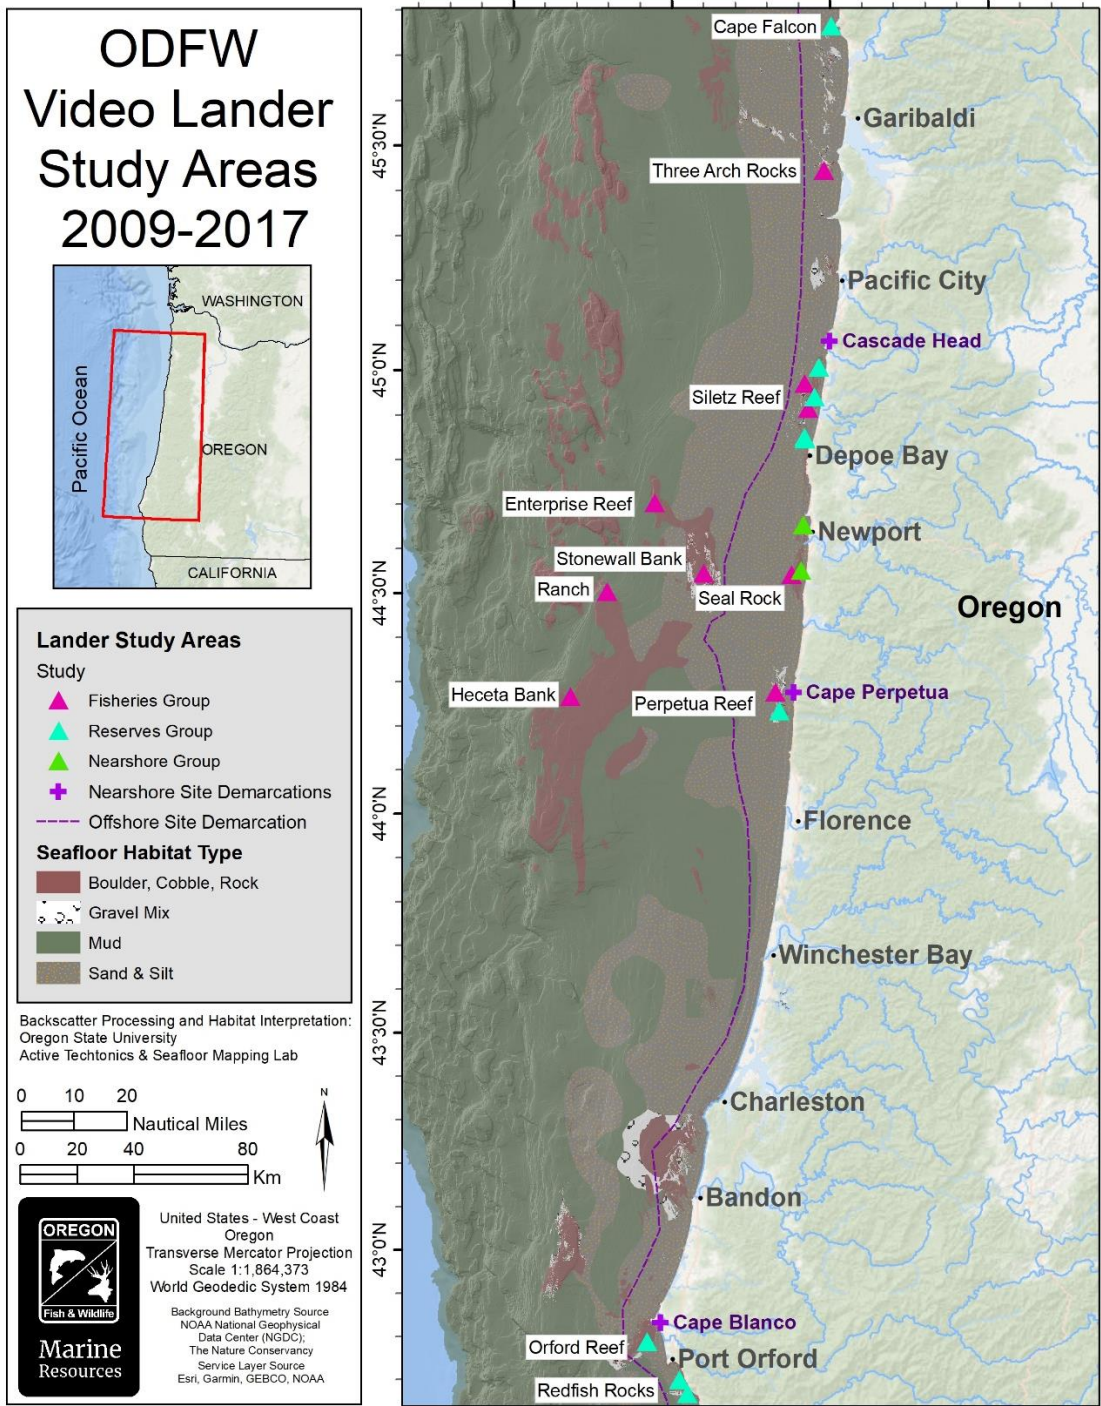 ODFW
Video Lander
Study Areas
2009-2017
WASHINGTON
Pacific Ocean
OREGON
CALIFORNIA
Lander Study Areas
Study
Fisheries Group
Reserves Group
Nearshore Group
Nearshore Site Demarcations
Offshore Site Demarcation
Seafloor Habitat Type
Boulder, Cobble, Rock
Gravel Mix
Mud
Sand & Silt
Backscatter Processing and Habitat Interpretation:
Oregon State University
Active Techtonics & Seafloor Mapping Lab
0 10 20
Nautical Miles
0 20 40 80
Km
N
OREGON
Fish & Wildlife
Marine
Resources
United States - West Coast
Oregon
Transverse Mercator Projection
Scale 1:1,864,373
World Geodedic System 1984
Background Bathymetry Source
NOAA National Geophysical
Data Center (NGDC);
The Nature Conservancy
Service Layer Source
Esri, Garmin, GEBCO, NOAA
45°30'N
45°0'N
44°30'N
44°0'N
43°30'N
43°0'N
Cape Falcon
Garibaldi
Three Arch Rocks
Pacific City
Cascade Head
Siletz Reef
Depoe Bay
Enterprise Reef
Newport
Stonewall Bank
Ranch
Seal Rock
Oregon
Heceta Bank
Perpetua Reef
Cape Perpetua
Florence
Winchester Bay
Charleston
Bandon
Cape Blanco
Orford Reef
Port Orford
Redfish Rocks